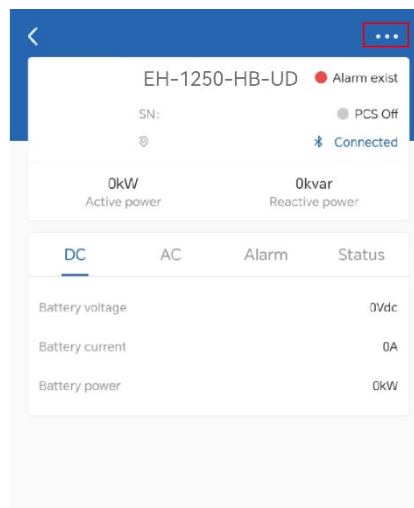 EH-1250-HB-UD Alarm exist
SN: PCS Off
Connected
0kW 0kvar
Active power Reactive power
DC AC Alarm Status
Battery voltage 0Vdc
Battery current 0A
Battery power 0kW